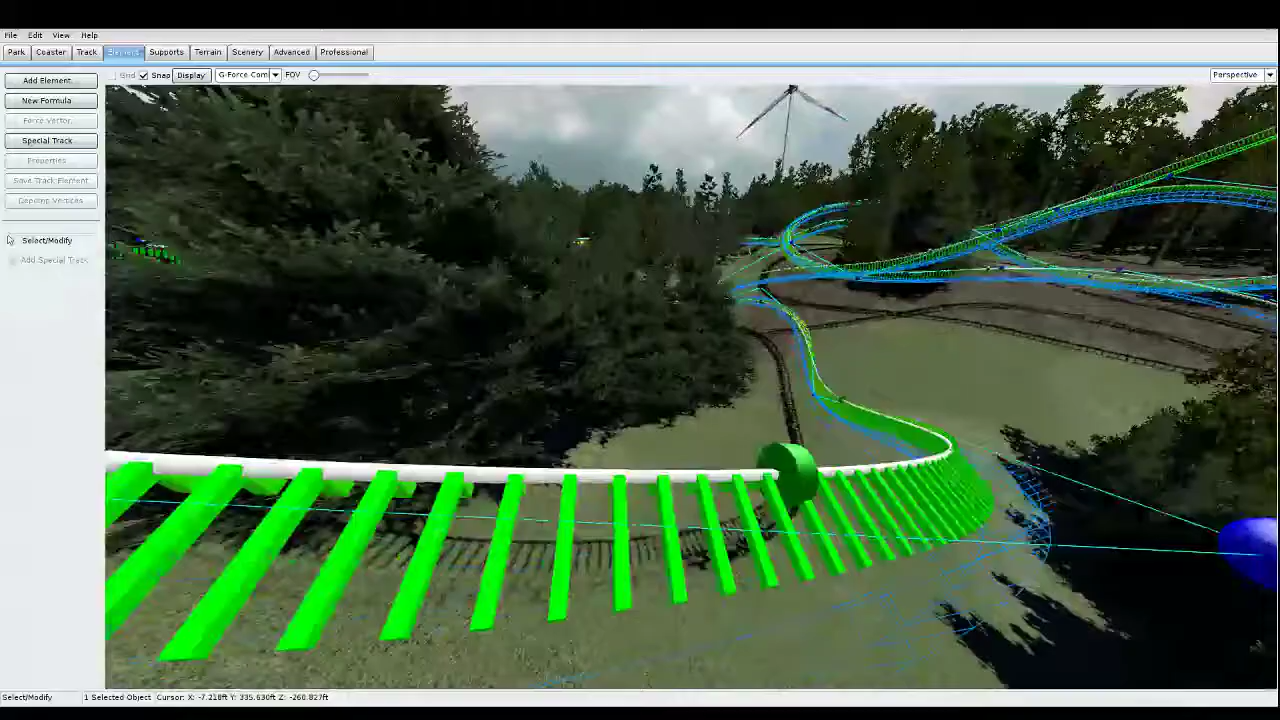 File Edit View Help
Park Coaster Track Element Supports Terrain Scenery Advanced Professional
Grid Snap Display G-Force Com FOV Perspective
Add Element...
New Formula
Force Vector...
Special Track...
Properties
Save Track Element
Select/Modify
Add Special Track
Select/Modify 1 Selected Object Cursor: X: -7.218ft Y: 335.630ft Z: -260.827ft